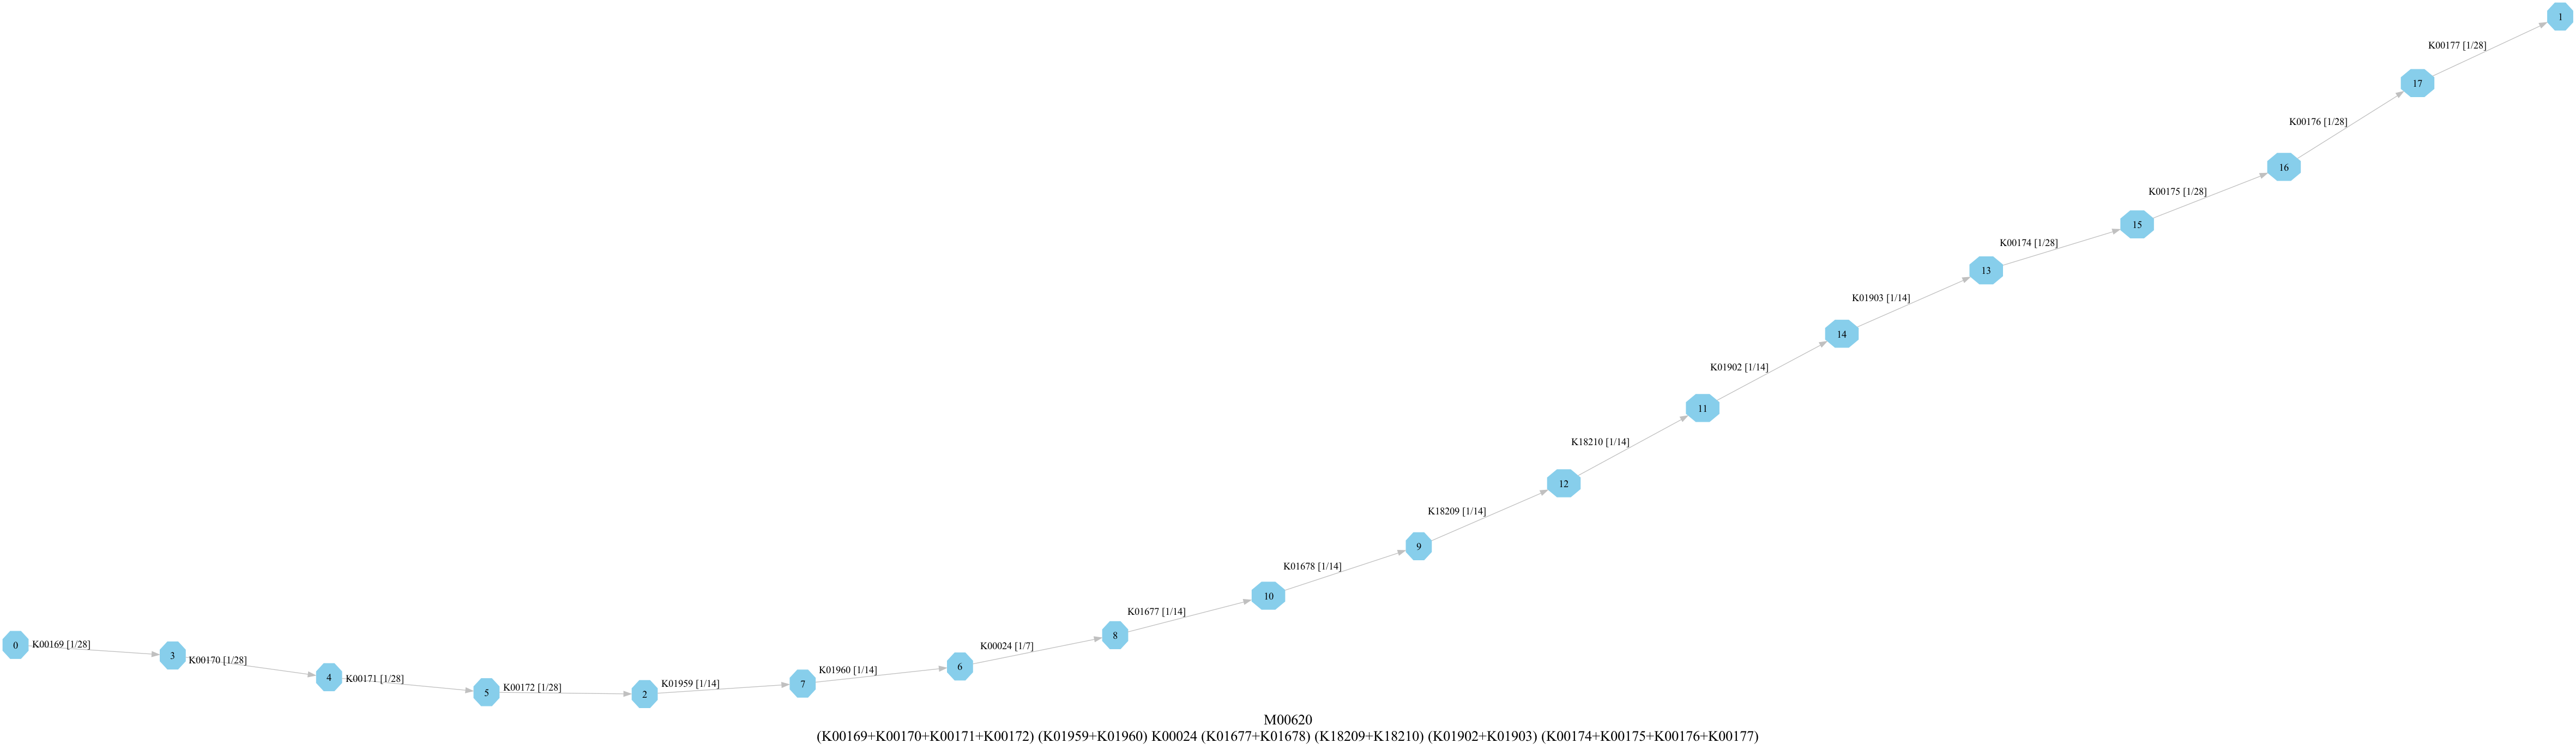 0
K00169 [1/28]
3
K00170 [1/28]
4
K00171 [1/28]
5
K00172 [1/28]
2
K01959 [1/14]
7
K01960 [1/14]
6
K00024 [1/7]
8
K01677 [1/14]
10
K01678 [1/14]
9
K18209 [1/14]
12
K18210 [1/14]
11
K01902 [1/14]
14
K01903 [1/14]
13
K00174 [1/28]
15
K00175 [1/28]
16
K00176 [1/28]
17
K00177 [1/28]
1
M00620
(K00169+K00170+K00171+K00172) (K01959+K01960) K00024 (K01677+K01678) (K18209+K18210) (K01902+K01903) (K00174+K00175+K00176+K00177)